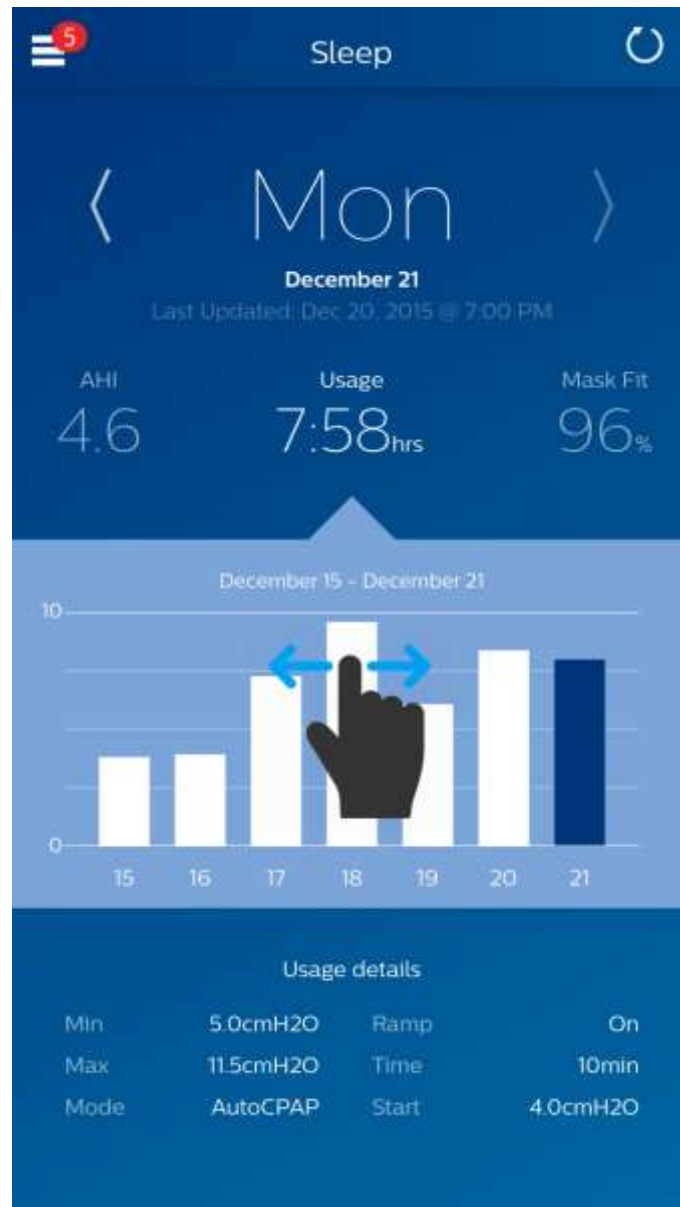 5
Sleep
Mon
December 21
Last Updated: Dec 20, 2015 @ 7:00 PM
AHI Usage Mask Fit
4.6 7:58hrs 96%
December 15 - December 21
10
0
15 16 17 18 19 20 21
Usage details
Min 5.0cmH2O Ramp On
Max 11.5cmH2O Time 10min
Mode AutoCPAP Start 4.0cmH2O